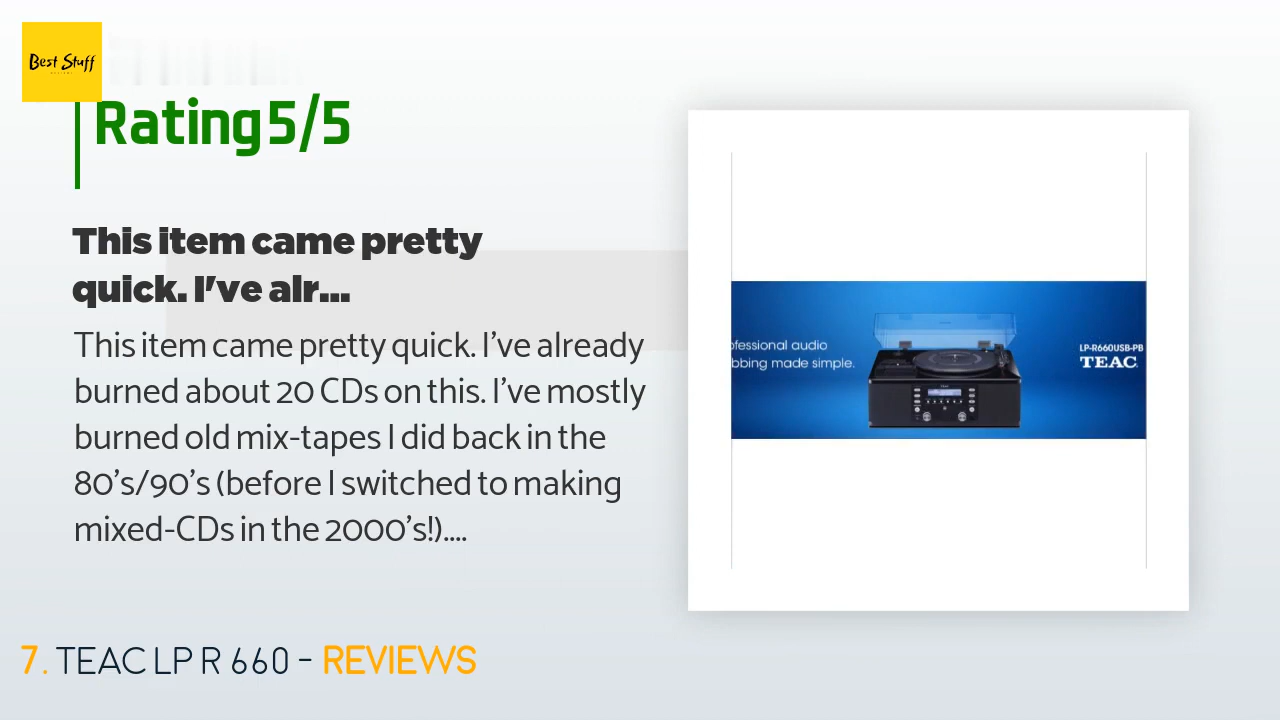 Best Stuff
Rating 5/5
This item came pretty
quick. I've alr...
This item came pretty quick. I've already
burned about 20 CDs on this. I've mostly
burned old mix-tapes I did back in the
80's/90's (before I switched to making
mixed-CDs in the 2000's!)....
ofessional audio
bbing made simple.
LP-R660USB-PB
TEAC
7. TEAC LP R 660 - REVIEWS